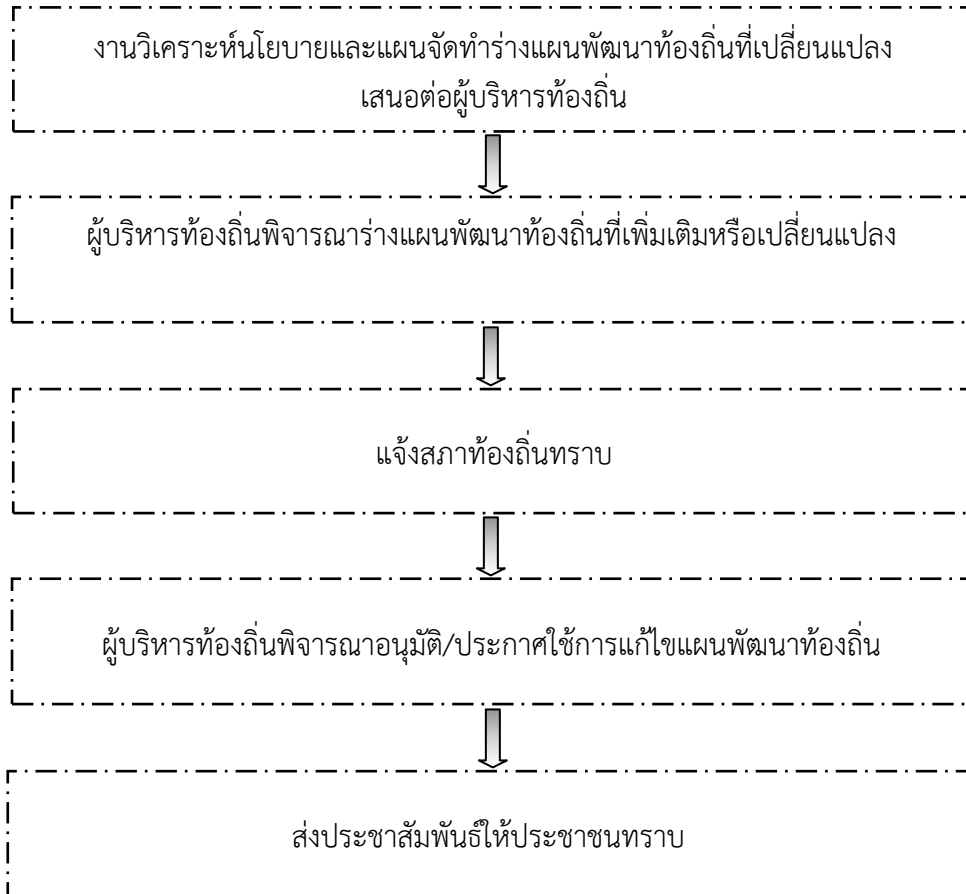 งานวิเคราะห์นโยบายและแผนจัดทำร่างแผนพัฒนาท้องถิ่นที่เปลี่ยนแปลง
เสนอต่อผู้บริหารท้องถิ่น
ผู้บริหารท้องถิ่นพิจารณาร่างแผนพัฒนาท้องถิ่นที่เพิ่มเติมหรือเปลี่ยนแปลง
แจ้งสภาท้องถิ่นทราบ
ผู้บริหารท้องถิ่นพิจารณาอนุมัติ/ประกาศใช้การแก้ไขแผนพัฒนาท้องถิ่น
ส่งประชาสัมพันธ์ให้ประชาชนทราบ